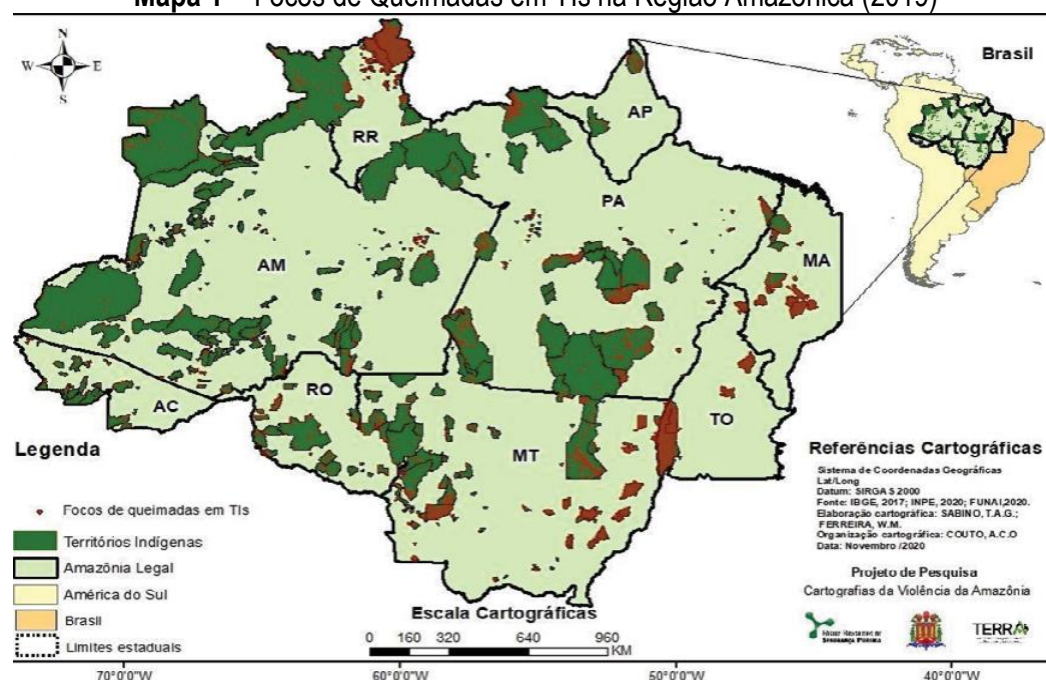 Mapa 1 – Focos de Queimadas em TIs na Região Amazônica (2019)
N
W
E
S
Brasil
RR
AP
AM
PA
MA
AC
RO
MT
TO
Legenda
Focos de queimadas em TIs
Territórios Indígenas
Amazônia Legal
América do Sul
Brasil
Limites estaduais
Escala Cartográficas
0 160 320 640 960
KM
Referências Cartográficas
Sistema de Coordenadas Geográficas
Lat/Long
Datum: SIRGAS 2000
Fonte: IBGE, 2017; INPE, 2020; FUNAI,2020.
Elaboração cartográfica: SABINO, T.A.G.;
FERREIRA, W.M.
Organização cartográfica: COUTO, A.C.O
Data: Novembro /2020
Projeto de Pesquisa
Cartografias da Violência da Amazônia
Segurança Pública
TERRA
70°0'0"W 60°0'0"W 50°0'0"W 40°0'0"W